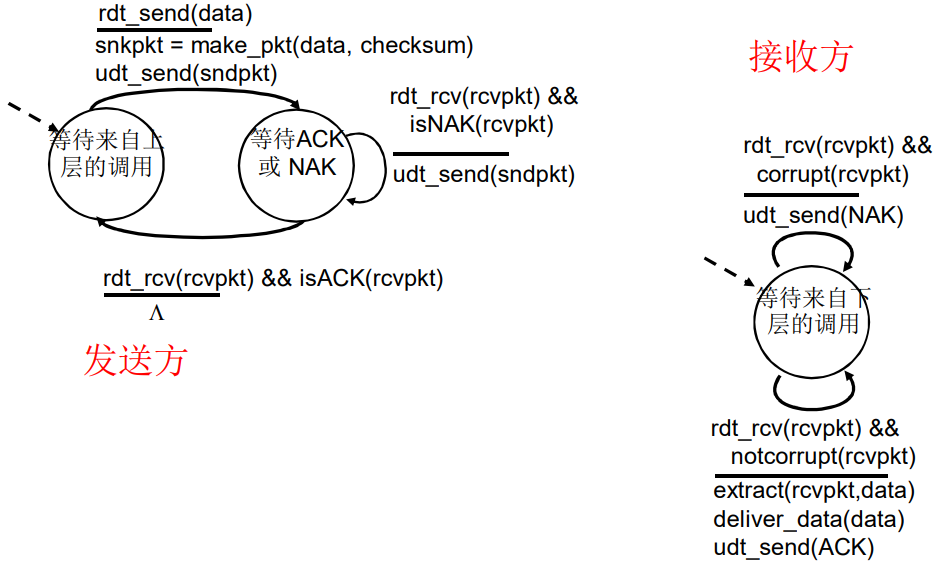 rdt_send(data)
snkpkt = make_pkt(data, checksum)
udt_send(sndpkt)
等待来自上
层的调用
等待ACK
或 NAK
rdt_rcv(rcvpkt) &&
isNAK(rcvpkt)
udt_send(sndpkt)
rdt_rcv(rcvpkt) && isACK(rcvpkt)
Λ
发送方
接收方
rdt_rcv(rcvpkt) &&
corrupt(rcvpkt)
udt_send(NAK)
等待来自下
层的调用
rdt_rcv(rcvpkt) &&
notcorrupt(rcvpkt)
extract(rcvpkt,data)
deliver_data(data)
udt_send(ACK)